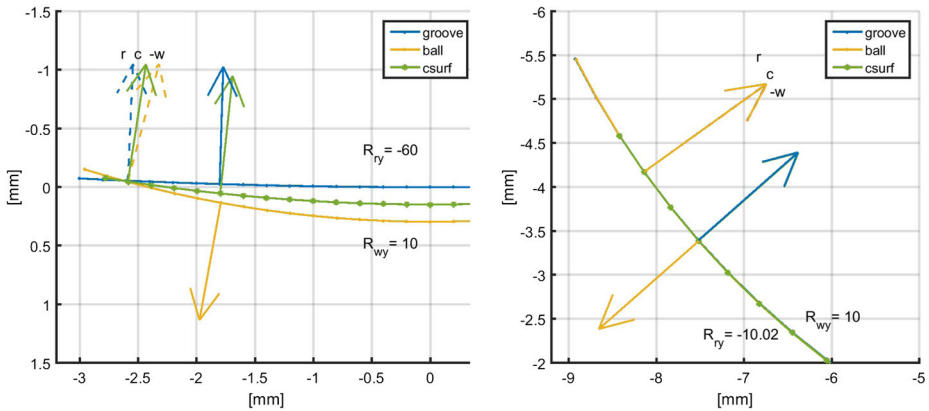 -1.5
-1
-0.5
0
0.5
1
1.5
[mm]
-3 -2.5 -2 -1.5 -1 -0.5 0
[mm]
r c -w
groove
ball
csurf
R_ry= -60
R_wy= 10
-6
-5.5
-5
-4.5
-4
-3.5
-3
-2.5
-2
[mm]
-9 -8 -7 -6 -5
[mm]
r
c
-w
groove
ball
csurf
R_wy= 10
R_ry= -10.02